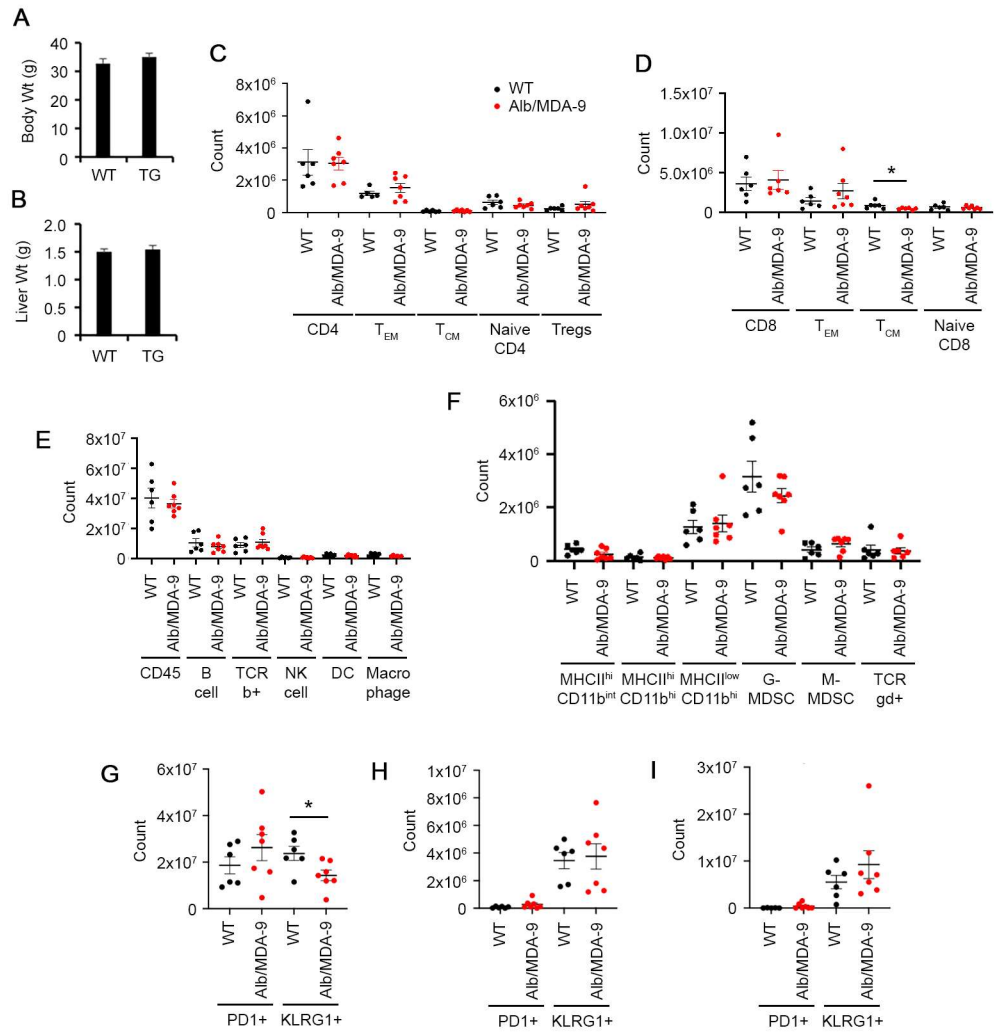 A
Body Wt (g)
40
30
20
10
0
WT TG
B
Liver Wt (g)
2.0
1.5
1.0
0.5
0.0
WT TG
C
Count
8x10⁶
6x10⁶
4x10⁶
2x10⁶
0
WT
Alb/MDA-9
WT
Alb/MDA-9
WT
Alb/MDA-9
WT
Alb/MDA-9
WT
Alb/MDA-9
WT
Alb/MDA-9
CD4 T_EM T_CM Naive Tregs
CD4
D
Count
1.5x10⁷
1.0x10⁷
5.0x10⁶
0
*
WT
Alb/MDA-9
WT
Alb/MDA-9
WT
Alb/MDA-9
WT
Alb/MDA-9
CD8 T_EM T_CM Naive
CD8
E
Count
8x10⁷
6x10⁷
4x10⁷
2x10⁷
0
WT
Alb/MDA-9
WT
Alb/MDA-9
WT
Alb/MDA-9
WT
Alb/MDA-9
WT
Alb/MDA-9
WT
Alb/MDA-9
CD45 B TCR NK DC Macro
cell b+ cell phage
F
Count
6x10⁶
4x10⁶
2x10⁶
0
WT
Alb/MDA-9
WT
Alb/MDA-9
WT
Alb/MDA-9
WT
Alb/MDA-9
WT
Alb/MDA-9
WT
Alb/MDA-9
MHCIIʰⁱ MHCIIʰⁱ MHCIIˡᵒʷ G- M- TCR
CD11bⁱⁿᵗ CD11bʰⁱ CD11bʰⁱ MDSC MDSC gd+
G
Count
6x10⁷
4x10⁷
2x10⁷
0
*
WT
Alb/MDA-9
WT
Alb/MDA-9
PD1+ KLRG1+
H
Count
1x10⁷
8x10⁶
6x10⁶
4x10⁶
2x10⁶
0
WT
Alb/MDA-9
WT
Alb/MDA-9
PD1+ KLRG1+
I
Count
3x10⁷
2x10⁷
1x10⁷
0
WT
Alb/MDA-9
WT
Alb/MDA-9
PD1+ KLRG1+